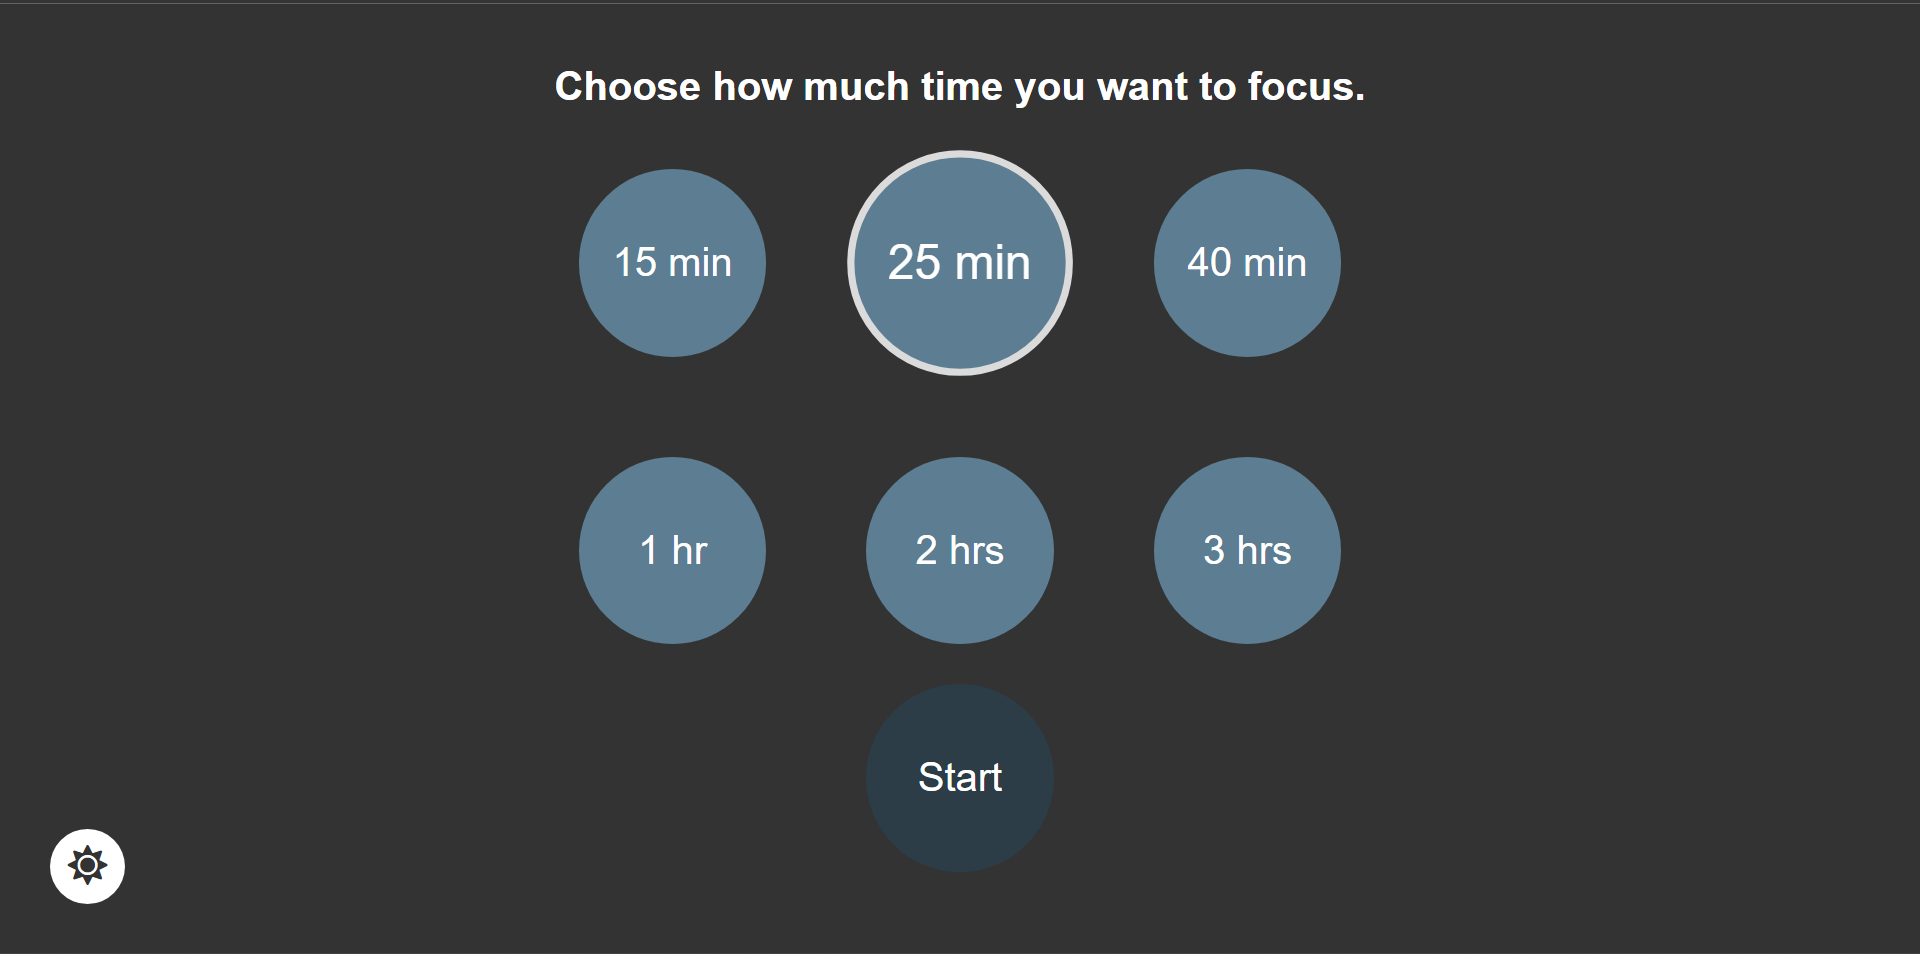 Choose how much time you want to focus.
15 min
25 min
40 min
1 hr
2 hrs
3 hrs
Start